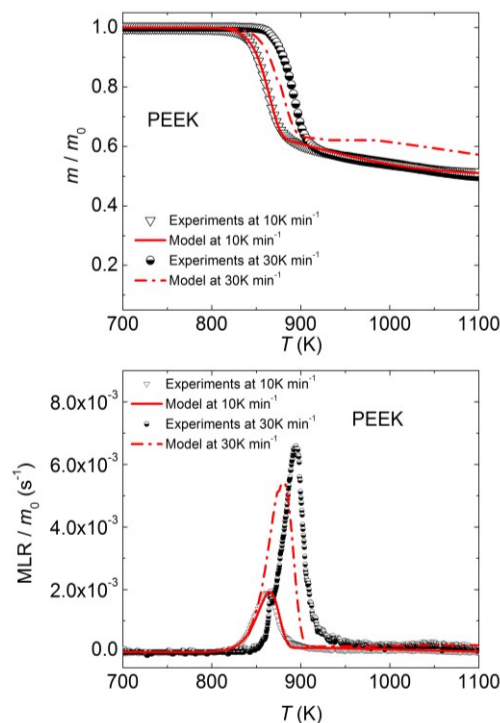 1.0
0.8
0.6
0.4
0.2
m / m₀
PEEK
Experiments at 10K min⁻¹
Model at 10K min⁻¹
Experiments at 30K min⁻¹
Model at 30K min⁻¹
700 800 900 1000 1100
T (K)
Experiments at 10K min⁻¹
Model at 10K min⁻¹
Experiments at 30K min⁻¹
Model at 30K min⁻¹
PEEK
8.0x10⁻³
6.0x10⁻³
4.0x10⁻³
2.0x10⁻³
0.0
MLR / m₀ (s⁻¹)
700 800 900 1000 1100
T (K)